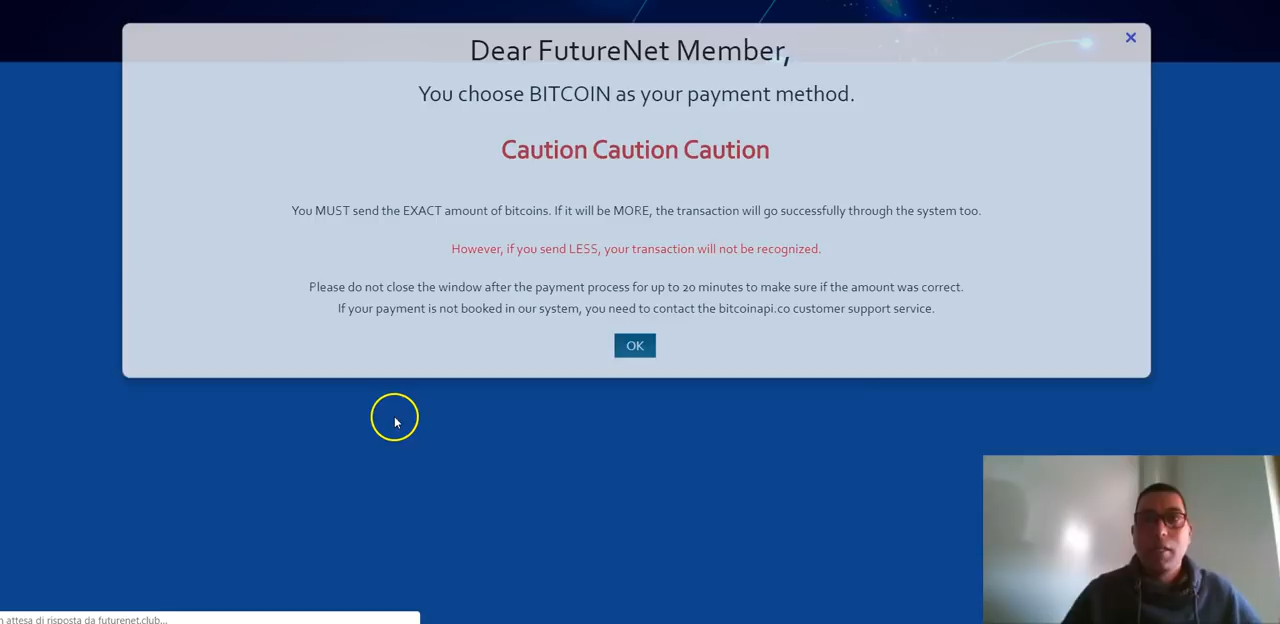 Dear FutureNet Member,
You choose BITCOIN as your payment method.
Caution Caution Caution
You MUST send the EXACT amount of bitcoins. If it will be MORE, the transaction will go successfully through the system too.
However, if you send LESS, your transaction will not be recognized.
Please do not close the window after the payment process for up to 20 minutes to make sure if the amount was correct.
If your payment is not booked in our system, you need to contact the bitcoinapi.co customer support service.
OK
n attesa di risposta da futurenet.club...